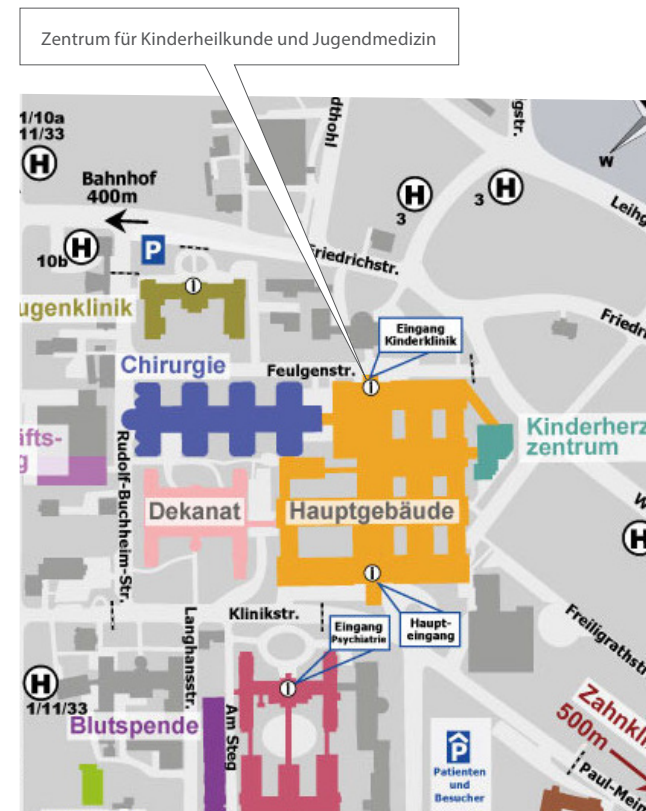 Zentrum für Kinderheilkunde und Jugendmedizin
1/10a
11/33
H
Bahnhof
400m
10b
H
P
H
3
3
H
W
Friedrichstr.
ugenklinik
Eingang
Kinderklinik
Chirurgie
Feulgenstr.
Kinderherz
zentrum
äfts-
g
Rudolf-Buchheim-Str.
Dekanat
Hauptgebäude
H
Klinikstr.
Eingang
Psychiatrie
Haupt-
eingang
Langhansstr.
H
1/11/33
Blutspende
Am Steg
P
Patienten
und
Besucher
Freiligrathstr
Zahnkli
500m
Paul-Mein